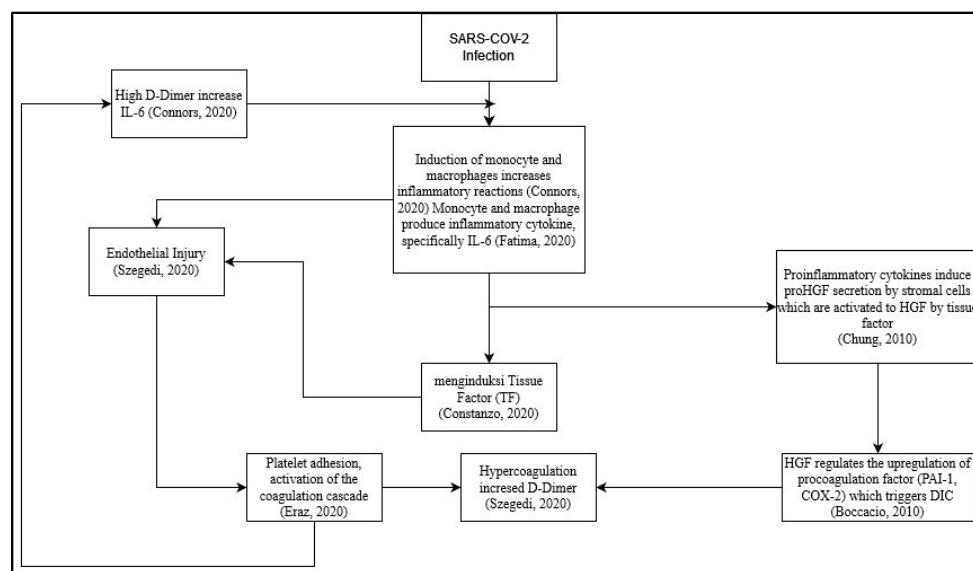 SARS-COV-2
Infection
High D-Dimer increase
IL-6 (Connors, 2020)
Induction of monocyte and
macrophages increases
inflammatory reactions (Connors,
2020) Monocyte and macrophage
produce inflammatory cytokine,
specifically IL-6 (Fatima, 2020)
Endothelial Injury
(Szegedi, 2020)
Proinflammatory cytokines induce
proHGF secretion by stromal cells
which are activated to HGF by tissue
factor
(Chung, 2010)
menginduksi Tissue
Factor (TF)
(Constanzo, 2020)
Platelet adhesion,
activation of the
coagulation cascade
(Eraz, 2020)
Hypercoagulation
incresed D-Dimer
(Szegedi, 2020)
HGF regulates the upregulation of
procoagulation factor (PAI-1,
COX-2) which triggers DIC
(Boccacio, 2010)